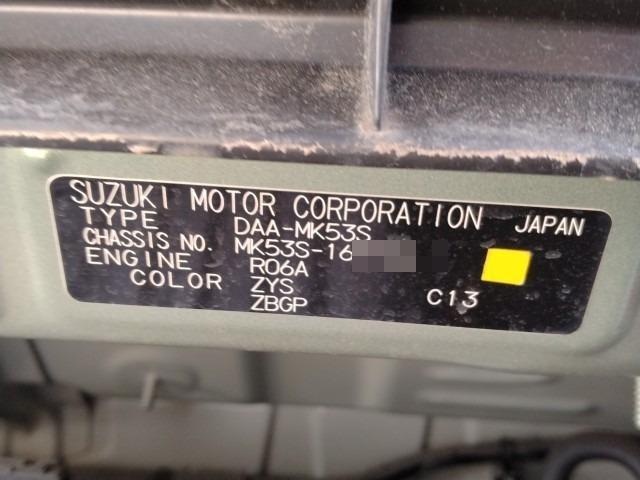 SUZUKI MOTOR CORPORATION JAPAN
TYPE DAA-MK53S
CHASSIS NO. MK53S-16
ENGINE R06A
COLOR ZYS
ZBGP C13